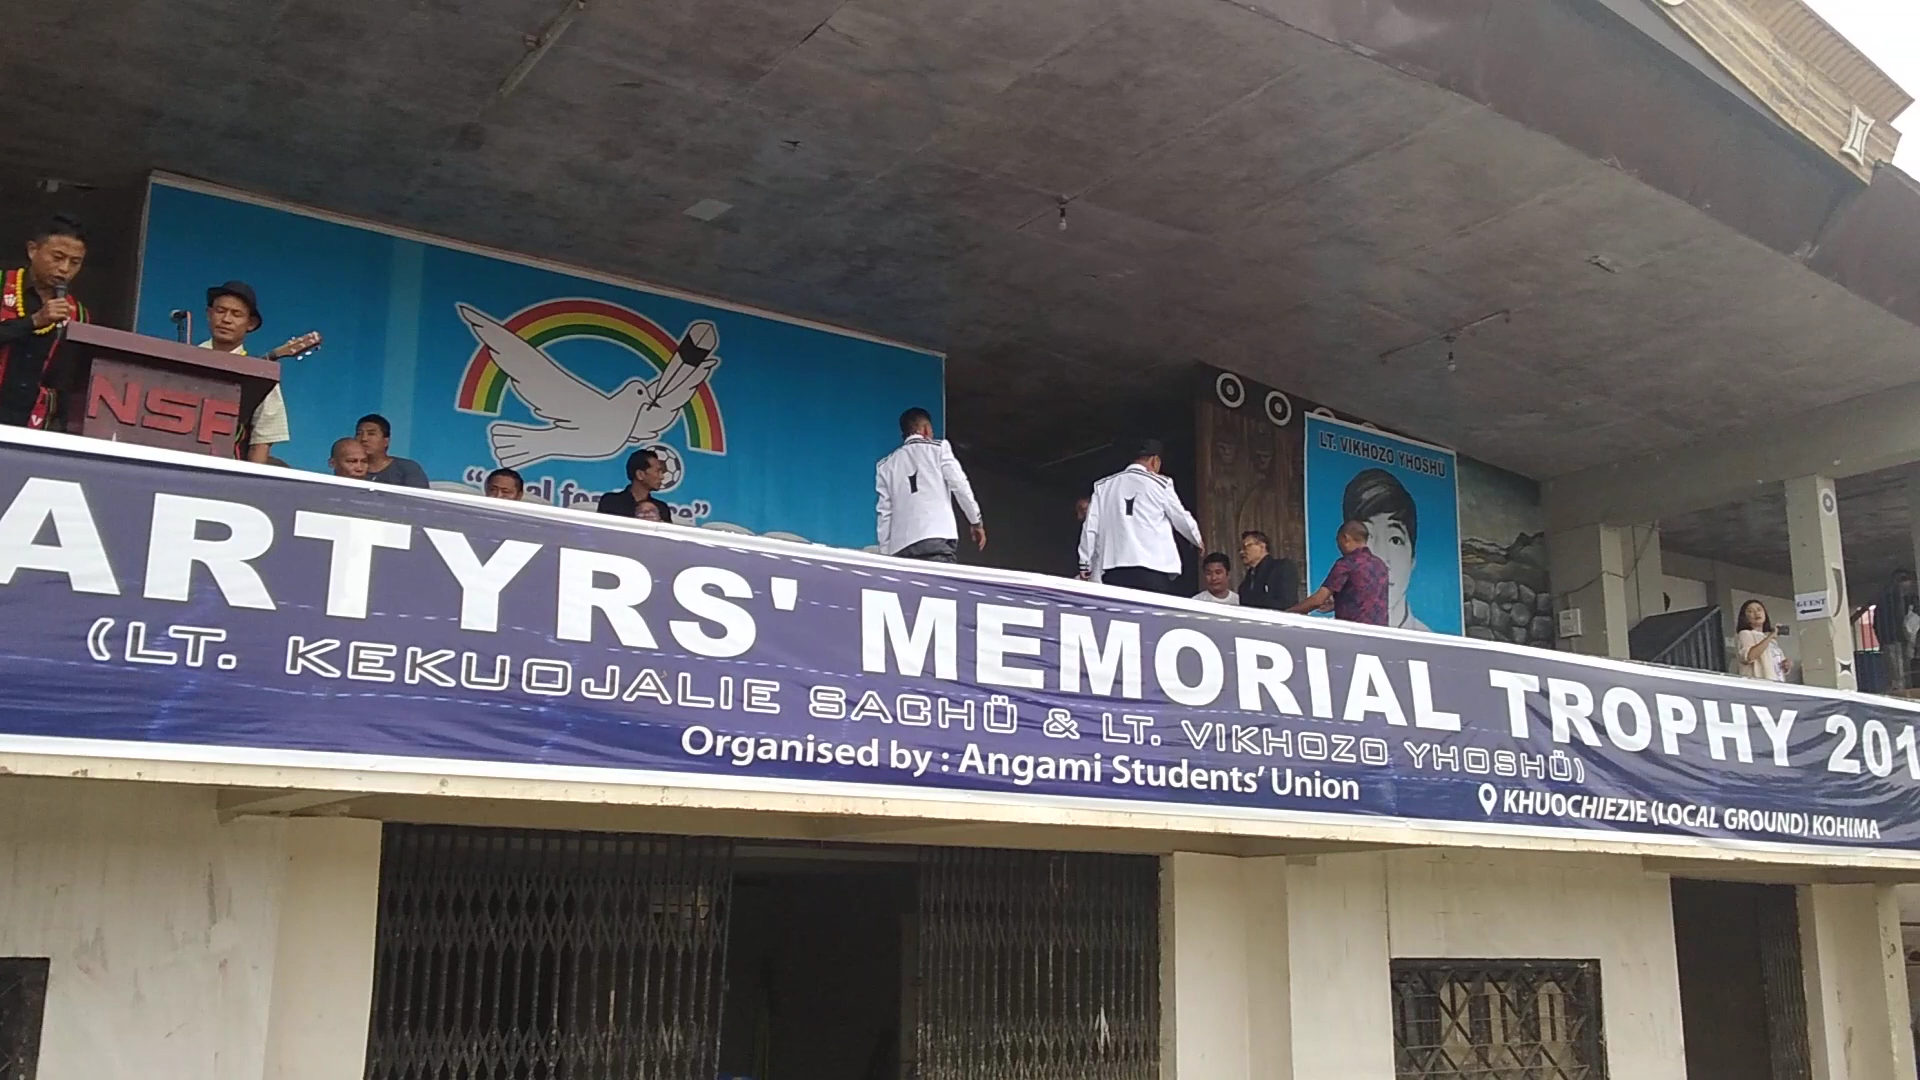 LT. VIKHOZO YHOSHÜ
NSF
GUEST
ARTYRS' MEMORIAL TROPHY 201
(LT. KEKUOJALIE SACHÜ & LT. VIKHOZO YHOSHÜ)
Organised by : Angami Students' Union
KHUOCHIEZIE (LOCAL GROUND) KOHIMA